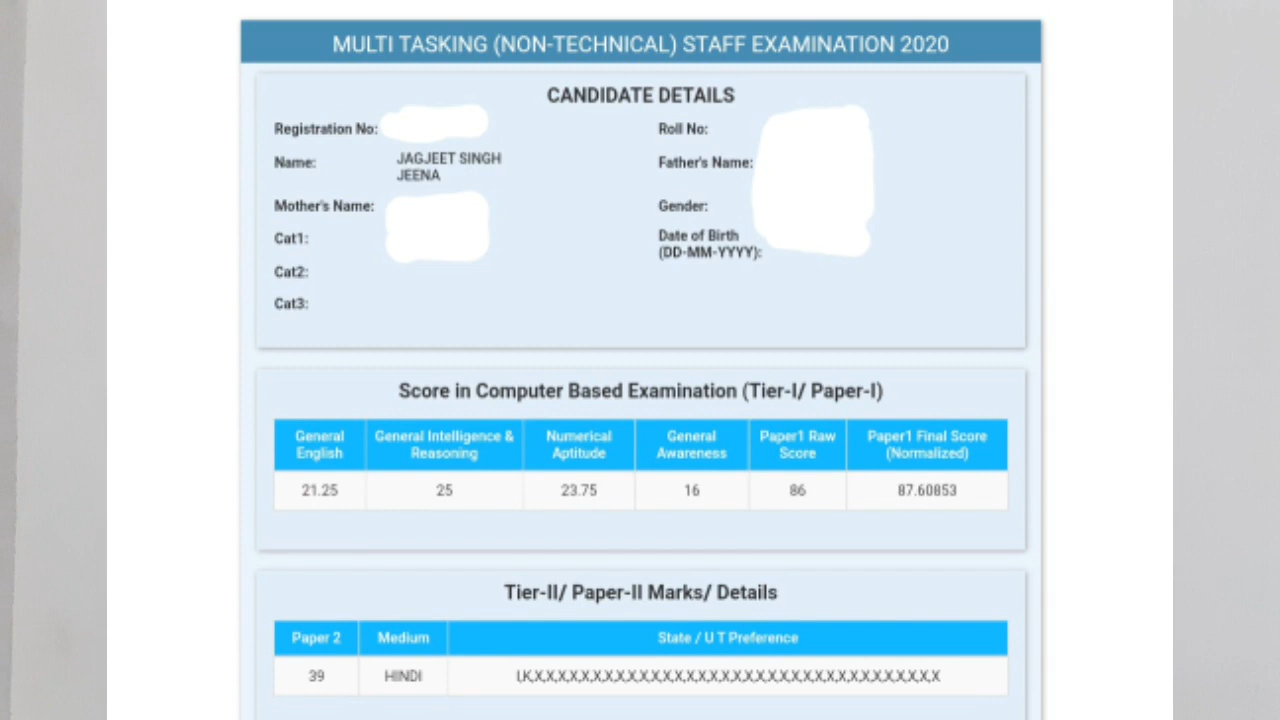 MULTI TASKING (NON-TECHNICAL) STAFF EXAMINATION 2020
CANDIDATE DETAILS
Registration No:
Roll No:
Name: JAGJEET SINGH
JEENA
Father's Name:
Mother's Name:
Gender:
Cat1:
Date of Birth
(DD-MM-YYYY):
Cat2:
Cat3:
Score in Computer Based Examination (Tier-I/ Paper-I)
General English General Intelligence & Reasoning Numerical Aptitude General Awareness Paper1 Raw Score Paper1 Final Score (Normalized)
21.25 25 23.75 16 86 87.60853
Tier-II/ Paper-II Marks/ Details
Paper 2 Medium State / U T Preference
39 HINDI